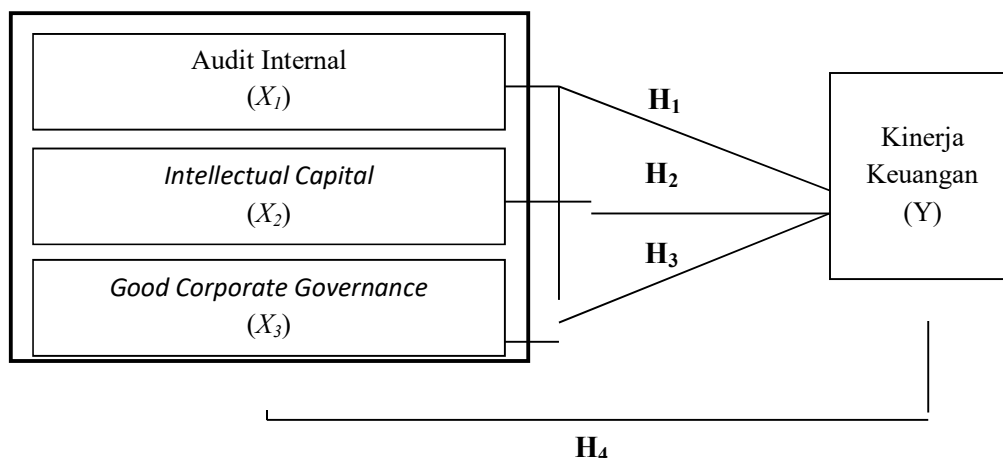 Audit Internal
(X1)
H1
Intellectual Capital
(X2)
H2
Kinerja
Keuangan
(Y)
H3
Good Corporate Governance
(X3)
H4